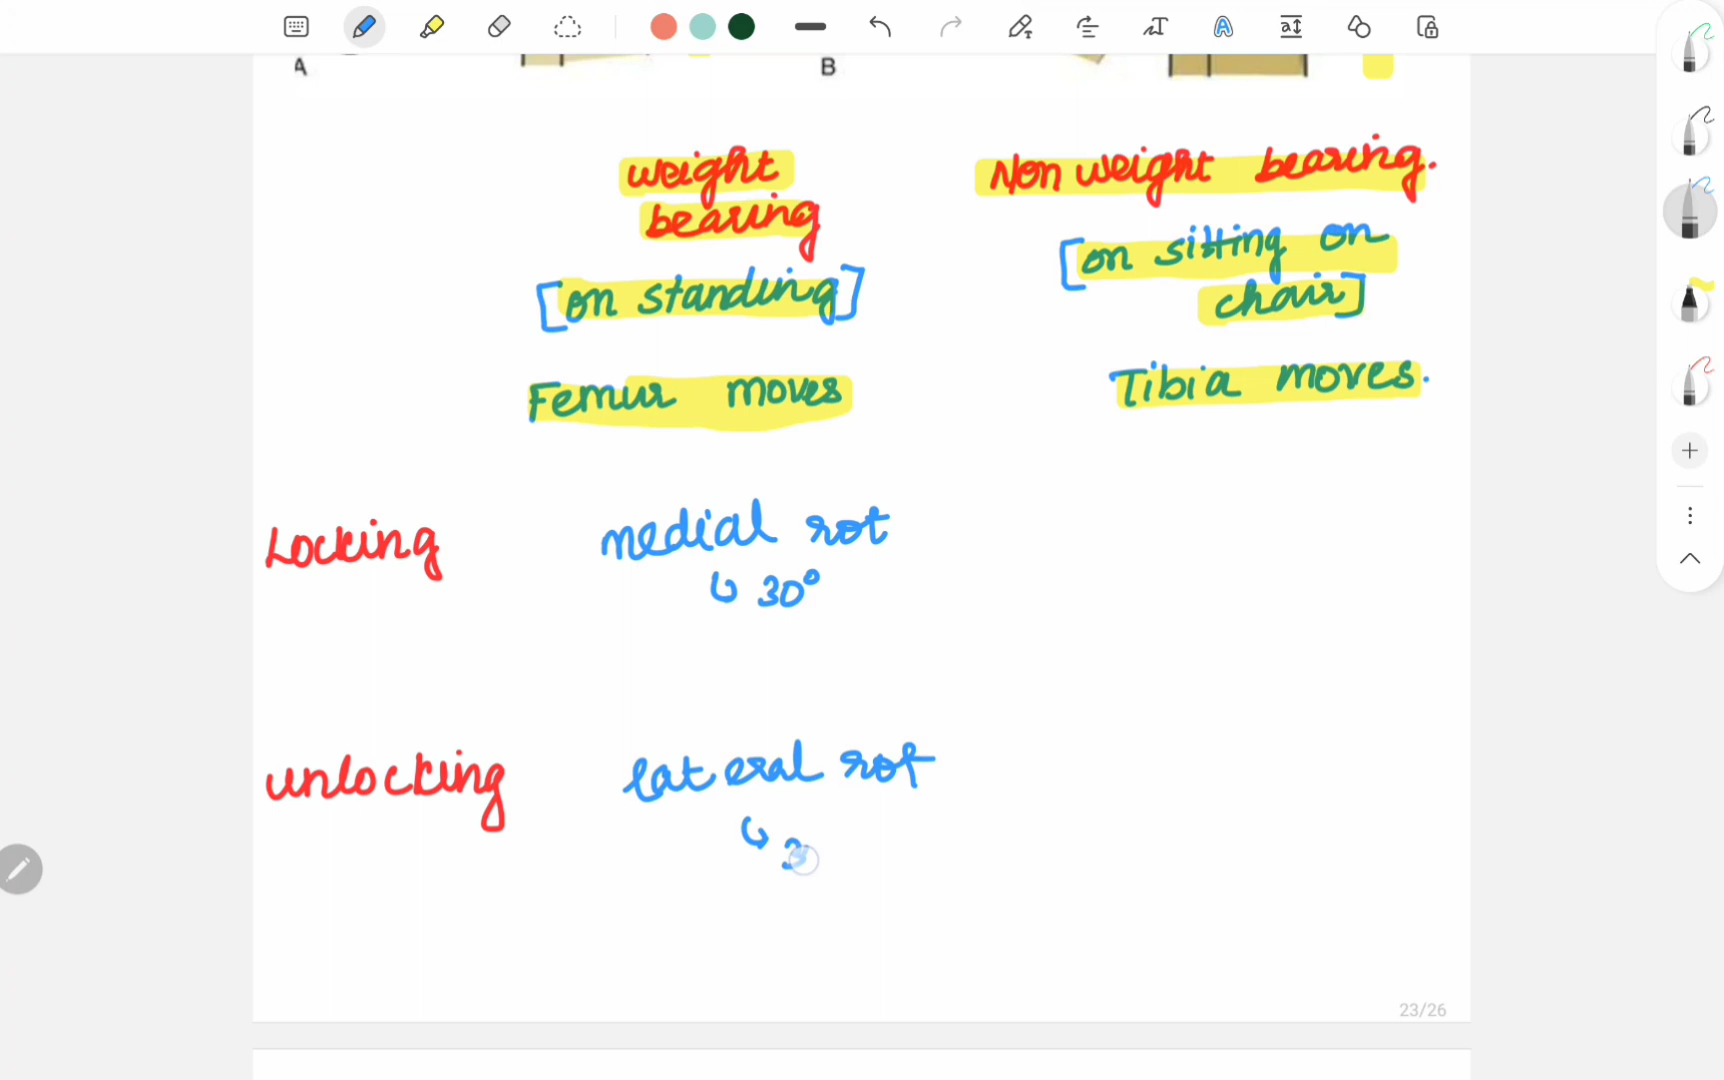 A B
weight
bearing
Non weight bearing.
[on standing]
[on sitting on
chair]
Femur moves
Tibia moves.
Locking
medial rot
↳ 30°
unlocking
lateral rot
↳ 3
23/26